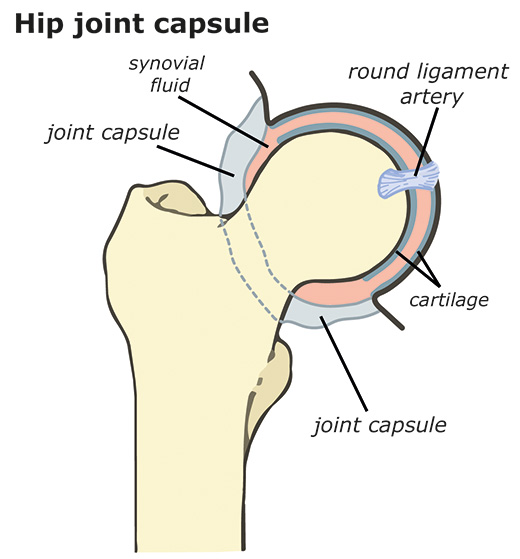 Hip joint capsule
synovial
fluid
round ligament
artery
joint capsule
cartilage
joint capsule